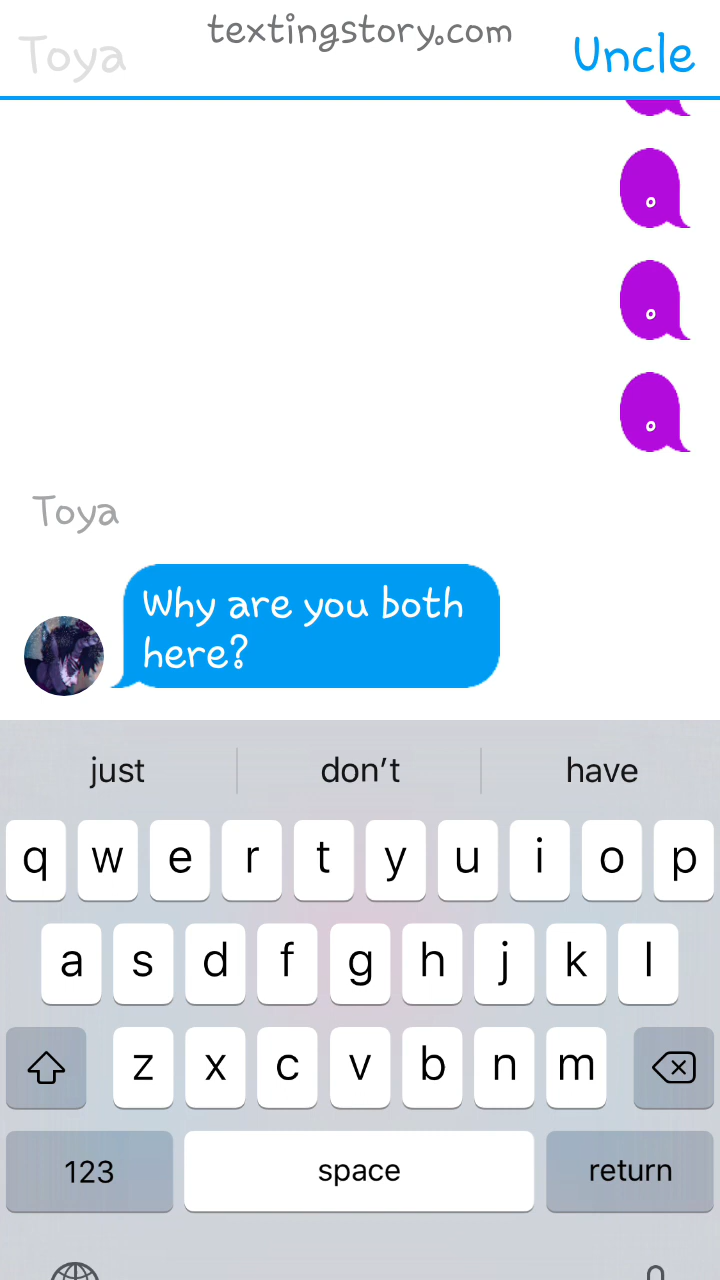 textingstory.com
Toya
Uncle
.
.
.
Toya
Why are you both
here?
just don't have
q w e r t y u i o p
a s d f g h j k l
z x c v b n m
123 space return